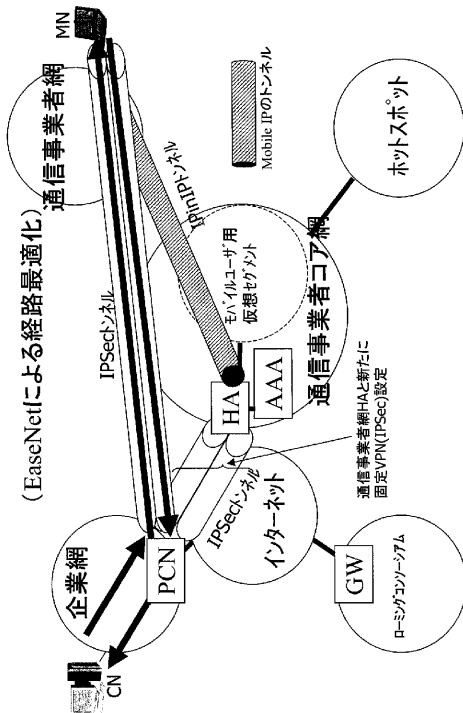 (EaseNetによる経路最適化)
MN
通信事業者網
IPSecトンネル
IPinIPトンネル
Mobile IPのトンネル
企業網
CN
PCN
HA
AAA
モバイルユーザ用
仮想セグメント
通信事業者コア網
ホットスポット
IPSecトンネル
インターネット
通信事業者網HAと新たに
固定VPN(IPSec)設定
GW
ローミングコンソーシアム